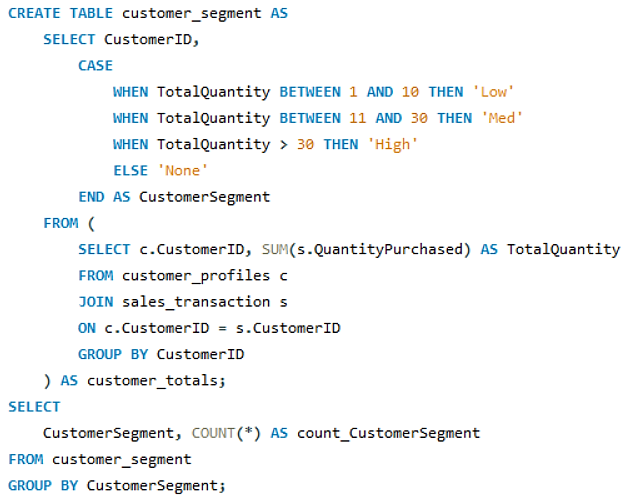 CREATE TABLE customer_segment AS
    SELECT CustomerID,
        CASE
            WHEN TotalQuantity BETWEEN 1 AND 10 THEN 'Low'
            WHEN TotalQuantity BETWEEN 11 AND 30 THEN 'Med'
            WHEN TotalQuantity > 30 THEN 'High'
            ELSE 'None'
        END AS CustomerSegment
    FROM (
        SELECT c.CustomerID, SUM(s.QuantityPurchased) AS TotalQuantity
        FROM customer_profiles c
        JOIN sales_transaction s
        ON c.CustomerID = s.CustomerID
        GROUP BY CustomerID
    ) AS customer_totals;
SELECT
    CustomerSegment, COUNT(*) AS count_CustomerSegment
FROM customer_segment
GROUP BY CustomerSegment;